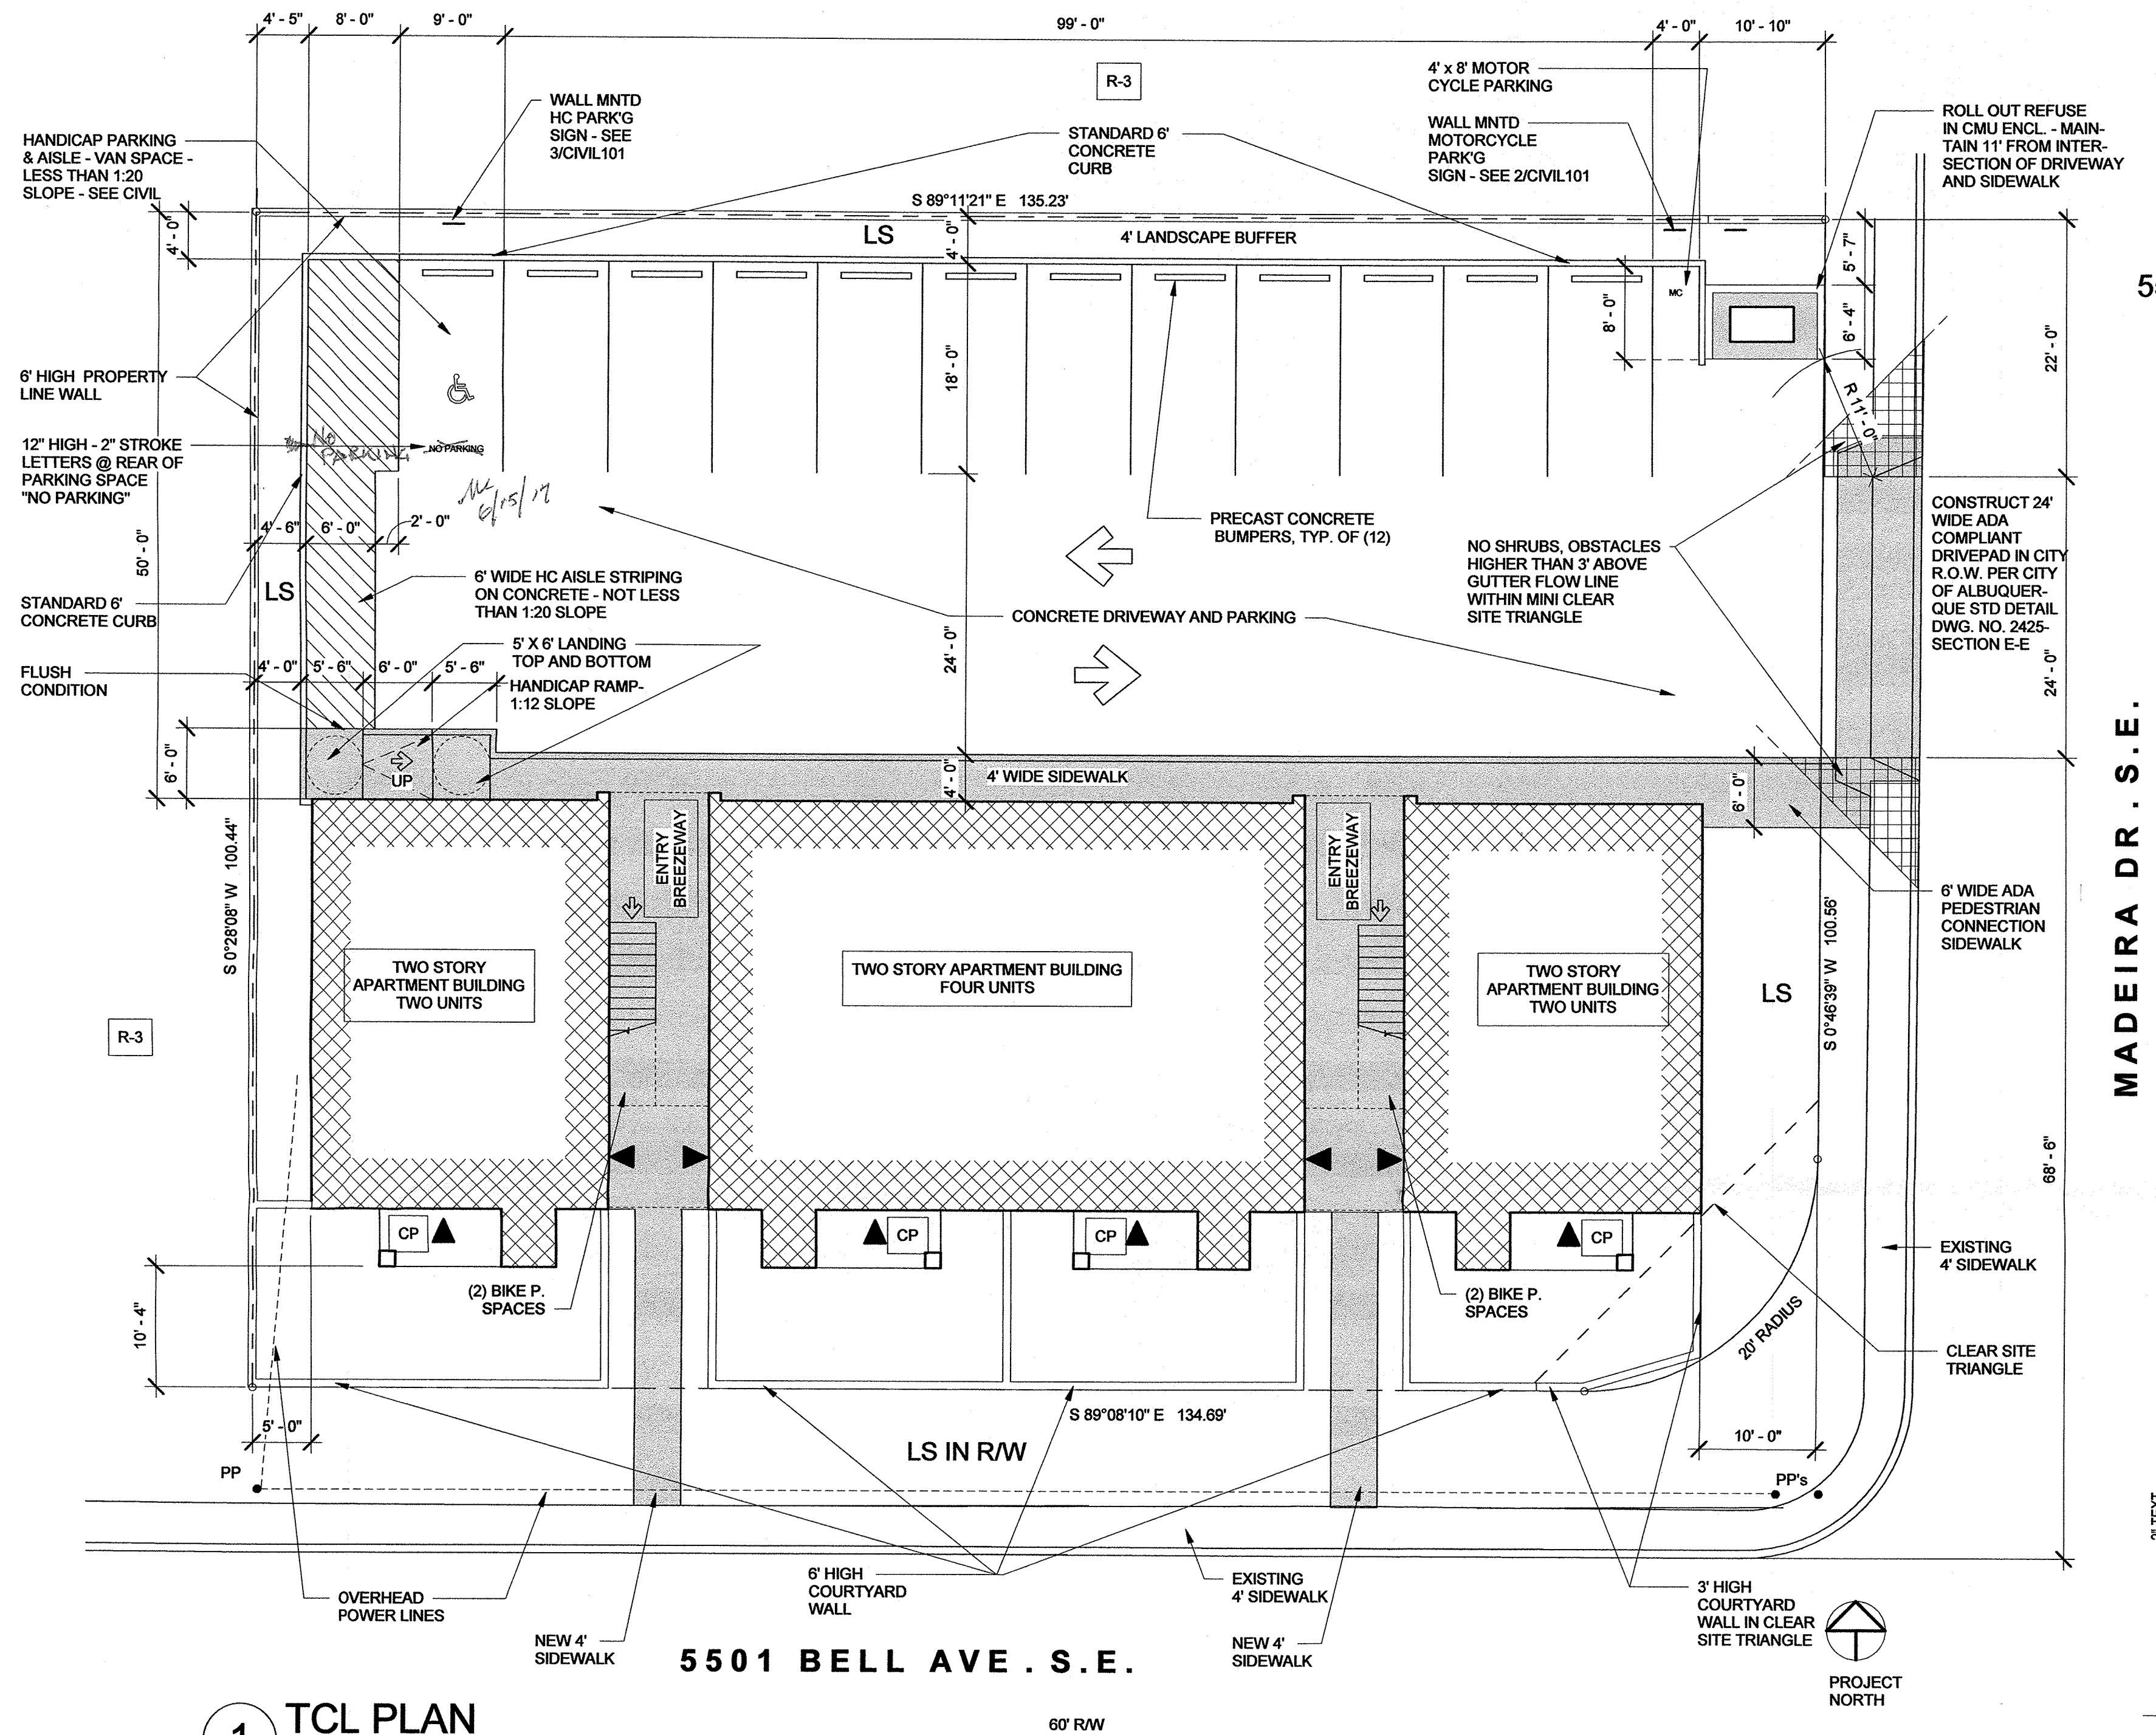 4' - 5"
8' - 0"
9' - 0"
99' - 0"
4' - 0"
10' - 10"
R-3
WALL MNTD
HC PARK'G
SIGN - SEE
3/CIVIL101
STANDARD 6'
CONCRETE
CURB
4' x 8' MOTOR
CYCLE PARKING
WALL MNTD
MOTORCYCLE
PARK'G
SIGN - SEE 2/CIVIL101
ROLL OUT REFUSE
IN CMU ENCL. - MAIN-
TAIN 11' FROM INTER-
SECTION OF DRIVEWAY
AND SIDEWALK
HANDICAP PARKING
& AISLE - VAN SPACE -
LESS THAN 1:20
SLOPE - SEE CIVIL
S 89°11'21" E 135.23'
4' - 0"
LS
4' - 0"
4' LANDSCAPE BUFFER
5' - 7"
6' - 4"
22' - 0"
MC
8' - 0"
18' - 0"
R 11' - 0"
6' HIGH PROPERTY
LINE WALL
12" HIGH - 2" STROKE
LETTERS @ REAR OF
PARKING SPACE
"NO PARKING"
NO
PARKING
NO PARKING
6/15/17
50' - 0"
4' - 6"
6' - 0"
2' - 0"
LS
STANDARD 6'
CONCRETE CURB
6' WIDE HC AISLE STRIPING
ON CONCRETE - NOT LESS
THAN 1:20 SLOPE
PRECAST CONCRETE
BUMPERS, TYP. OF (12)
CONCRETE DRIVEWAY AND PARKING
NO SHRUBS, OBSTACLES
HIGHER THAN 3' ABOVE
GUTTER FLOW LINE
WITHIN MINI CLEAR
SITE TRIANGLE
CONSTRUCT 24'
WIDE ADA
COMPLIANT
DRIVEPAD IN CITY
R.O.W. PER CITY
OF ALBUQUER-
QUE STD DETAIL
DWG. NO. 2425-
SECTION E-E
24' - 0"
24' - 0"
5' X 6' LANDING
TOP AND BOTTOM
FLUSH
CONDITION
4' - 0"
5' - 6"
6' - 0"
5' - 6"
HANDICAP RAMP-
1:12 SLOPE
6' - 0"
UP
4' - 0"
4' WIDE SIDEWALK
6' - 0"
MADEIRA DR. S.E.
ENTRY
BREEZEWAY
ENTRY
BREEZEWAY
S 0°28'08" W 100.44'
S 0°46'39" W 100.56'
6' WIDE ADA
PEDESTRIAN
CONNECTION
SIDEWALK
TWO STORY
APARTMENT BUILDING
TWO UNITS
TWO STORY APARTMENT BUILDING
FOUR UNITS
TWO STORY
APARTMENT BUILDING
TWO UNITS
LS
R-3
68' - 6"
CP
CP
CP
CP
(2) BIKE P.
SPACES
(2) BIKE P.
SPACES
EXISTING
4' SIDEWALK
10' - 4"
20' RADIUS
CLEAR SITE
TRIANGLE
5' - 0"
S 89°08'10" E 134.69'
LS IN R/W
10' - 0"
PP
PP's
2" TEXT
OVERHEAD
POWER LINES
6' HIGH
COURTYARD
WALL
EXISTING
4' SIDEWALK
3' HIGH
COURTYARD
WALL IN CLEAR
SITE TRIANGLE
NEW 4'
SIDEWALK
NEW 4'
SIDEWALK
5501 BELL AVE. S.E.
PROJECT
NORTH
1
TCL PLAN
60' R/W